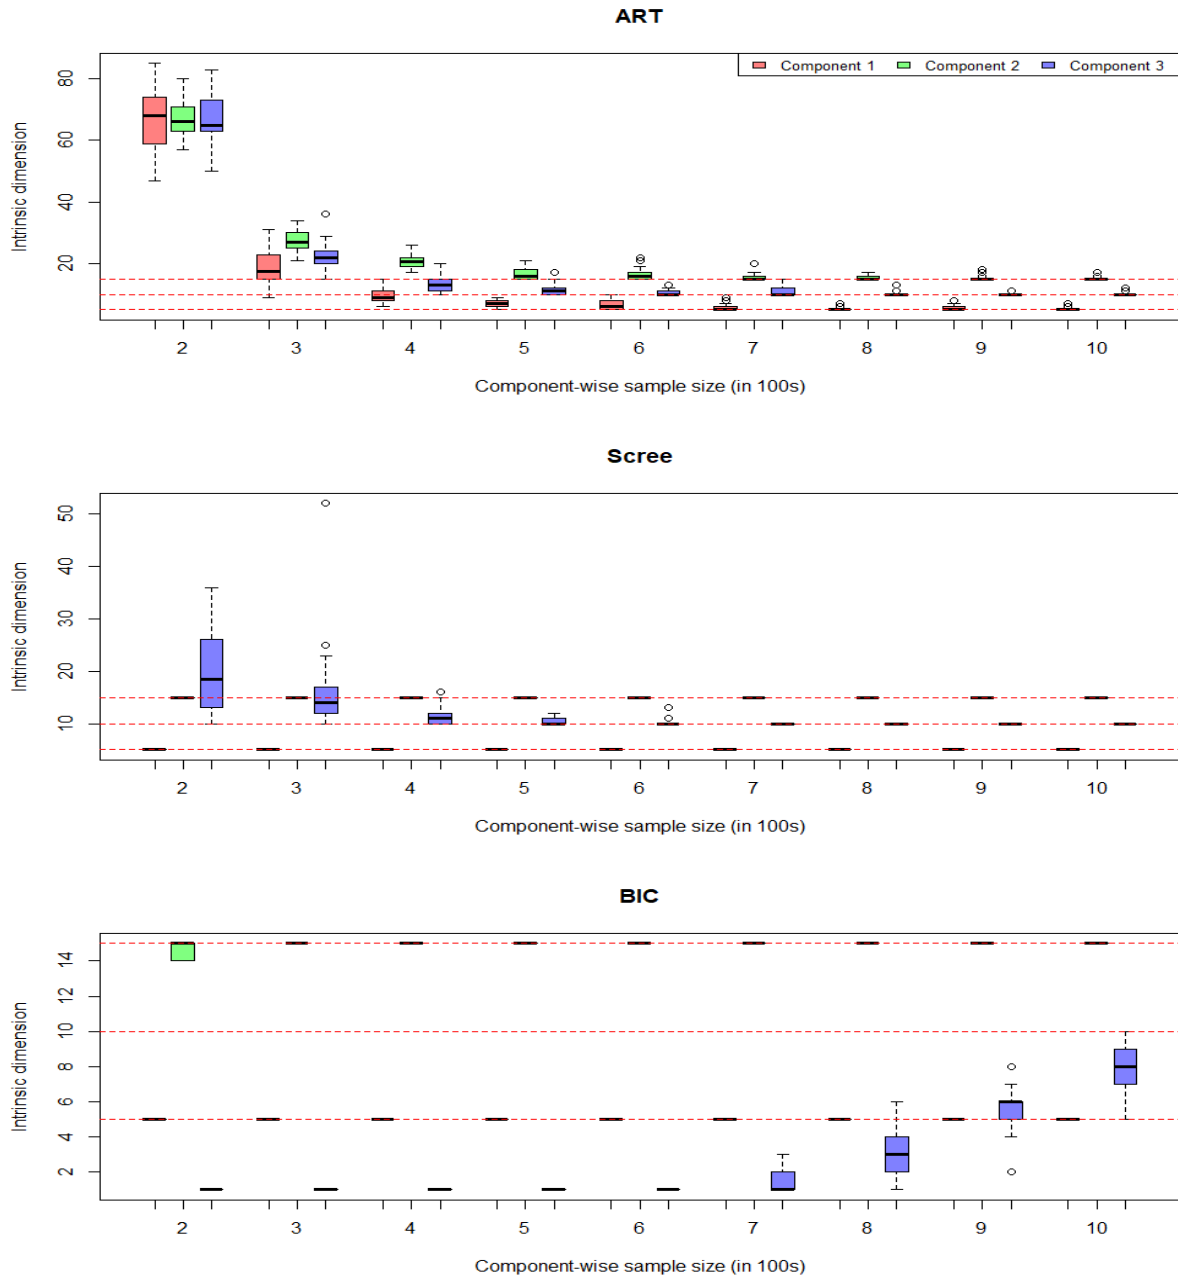 ART
Component 1 Component 2 Component 3
80
60
40
20
Intrinsic dimension
2 3 4 5 6 7 8 9 10
Component-wise sample size (in 100s)
Scree
50
40
30
20
10
Intrinsic dimension
2 3 4 5 6 7 8 9 10
Component-wise sample size (in 100s)
BIC
14
12
10
8
6
4
2
Intrinsic dimension
2 3 4 5 6 7 8 9 10
Component-wise sample size (in 100s)